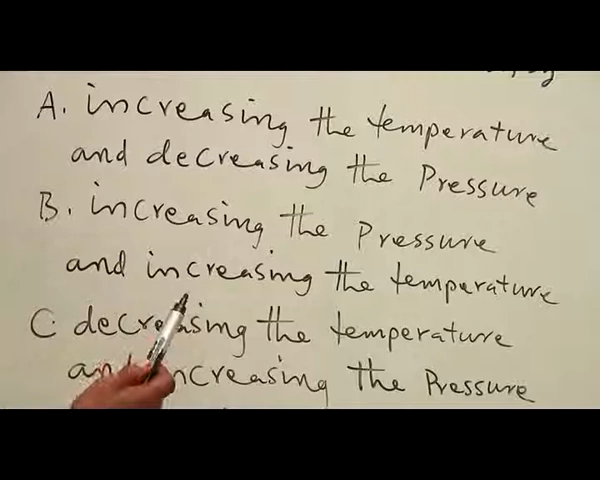 A. increasing the temperature
and decreasing the Pressure
B. increasing the Pressure
and increasing the temperature
C. decreasing the temperature
and increasing the Pressure